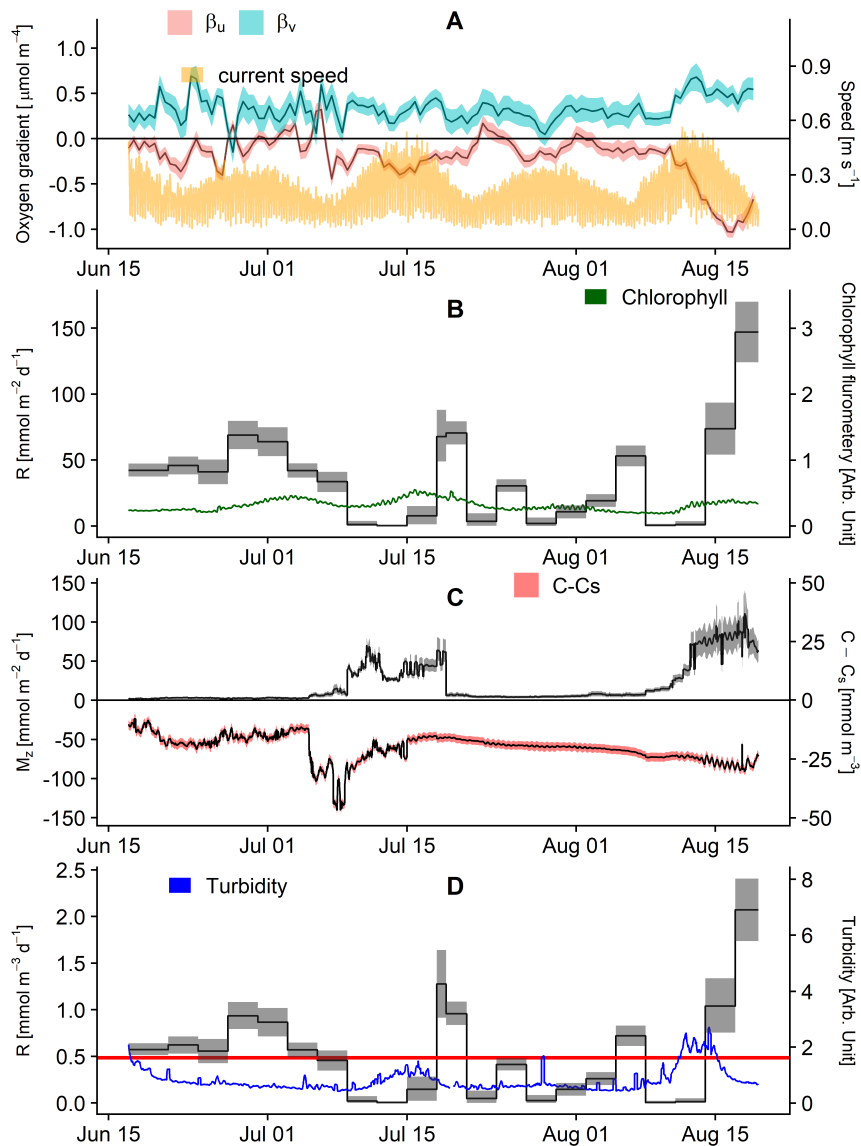 β_u β_v A
current speed
Oxygen gradient [ μmol m⁻⁴]
1.0
0.5
0.0
-0.5
-1.0
0.9
0.6
0.3
0.0
Speed [m s⁻¹]
Jun 15 Jul 01 Jul 15 Aug 01 Aug 15
B Chlorophyll
R [mmol m⁻² d⁻¹]
150
100
50
0
3
2
1
0
Chlorophyll flurometery [Arb. Unit]
Jun 15 Jul 01 Jul 15 Aug 01 Aug 15
C C-Cs
M_z [mmol m⁻² d⁻¹]
150
100
50
0
-50
-100
-150
50
25
0
-25
-50
C − C_s [mmol m⁻³]
Jun 15 Jul 01 Jul 15 Aug 01 Aug 15
Turbidity D
R [mmol m⁻³ d⁻¹]
2.5
2.0
1.5
1.0
0.5
0.0
8
6
4
2
0
Turbidity [Arb. Unit]
Jun 15 Jul 01 Jul 15 Aug 01 Aug 15